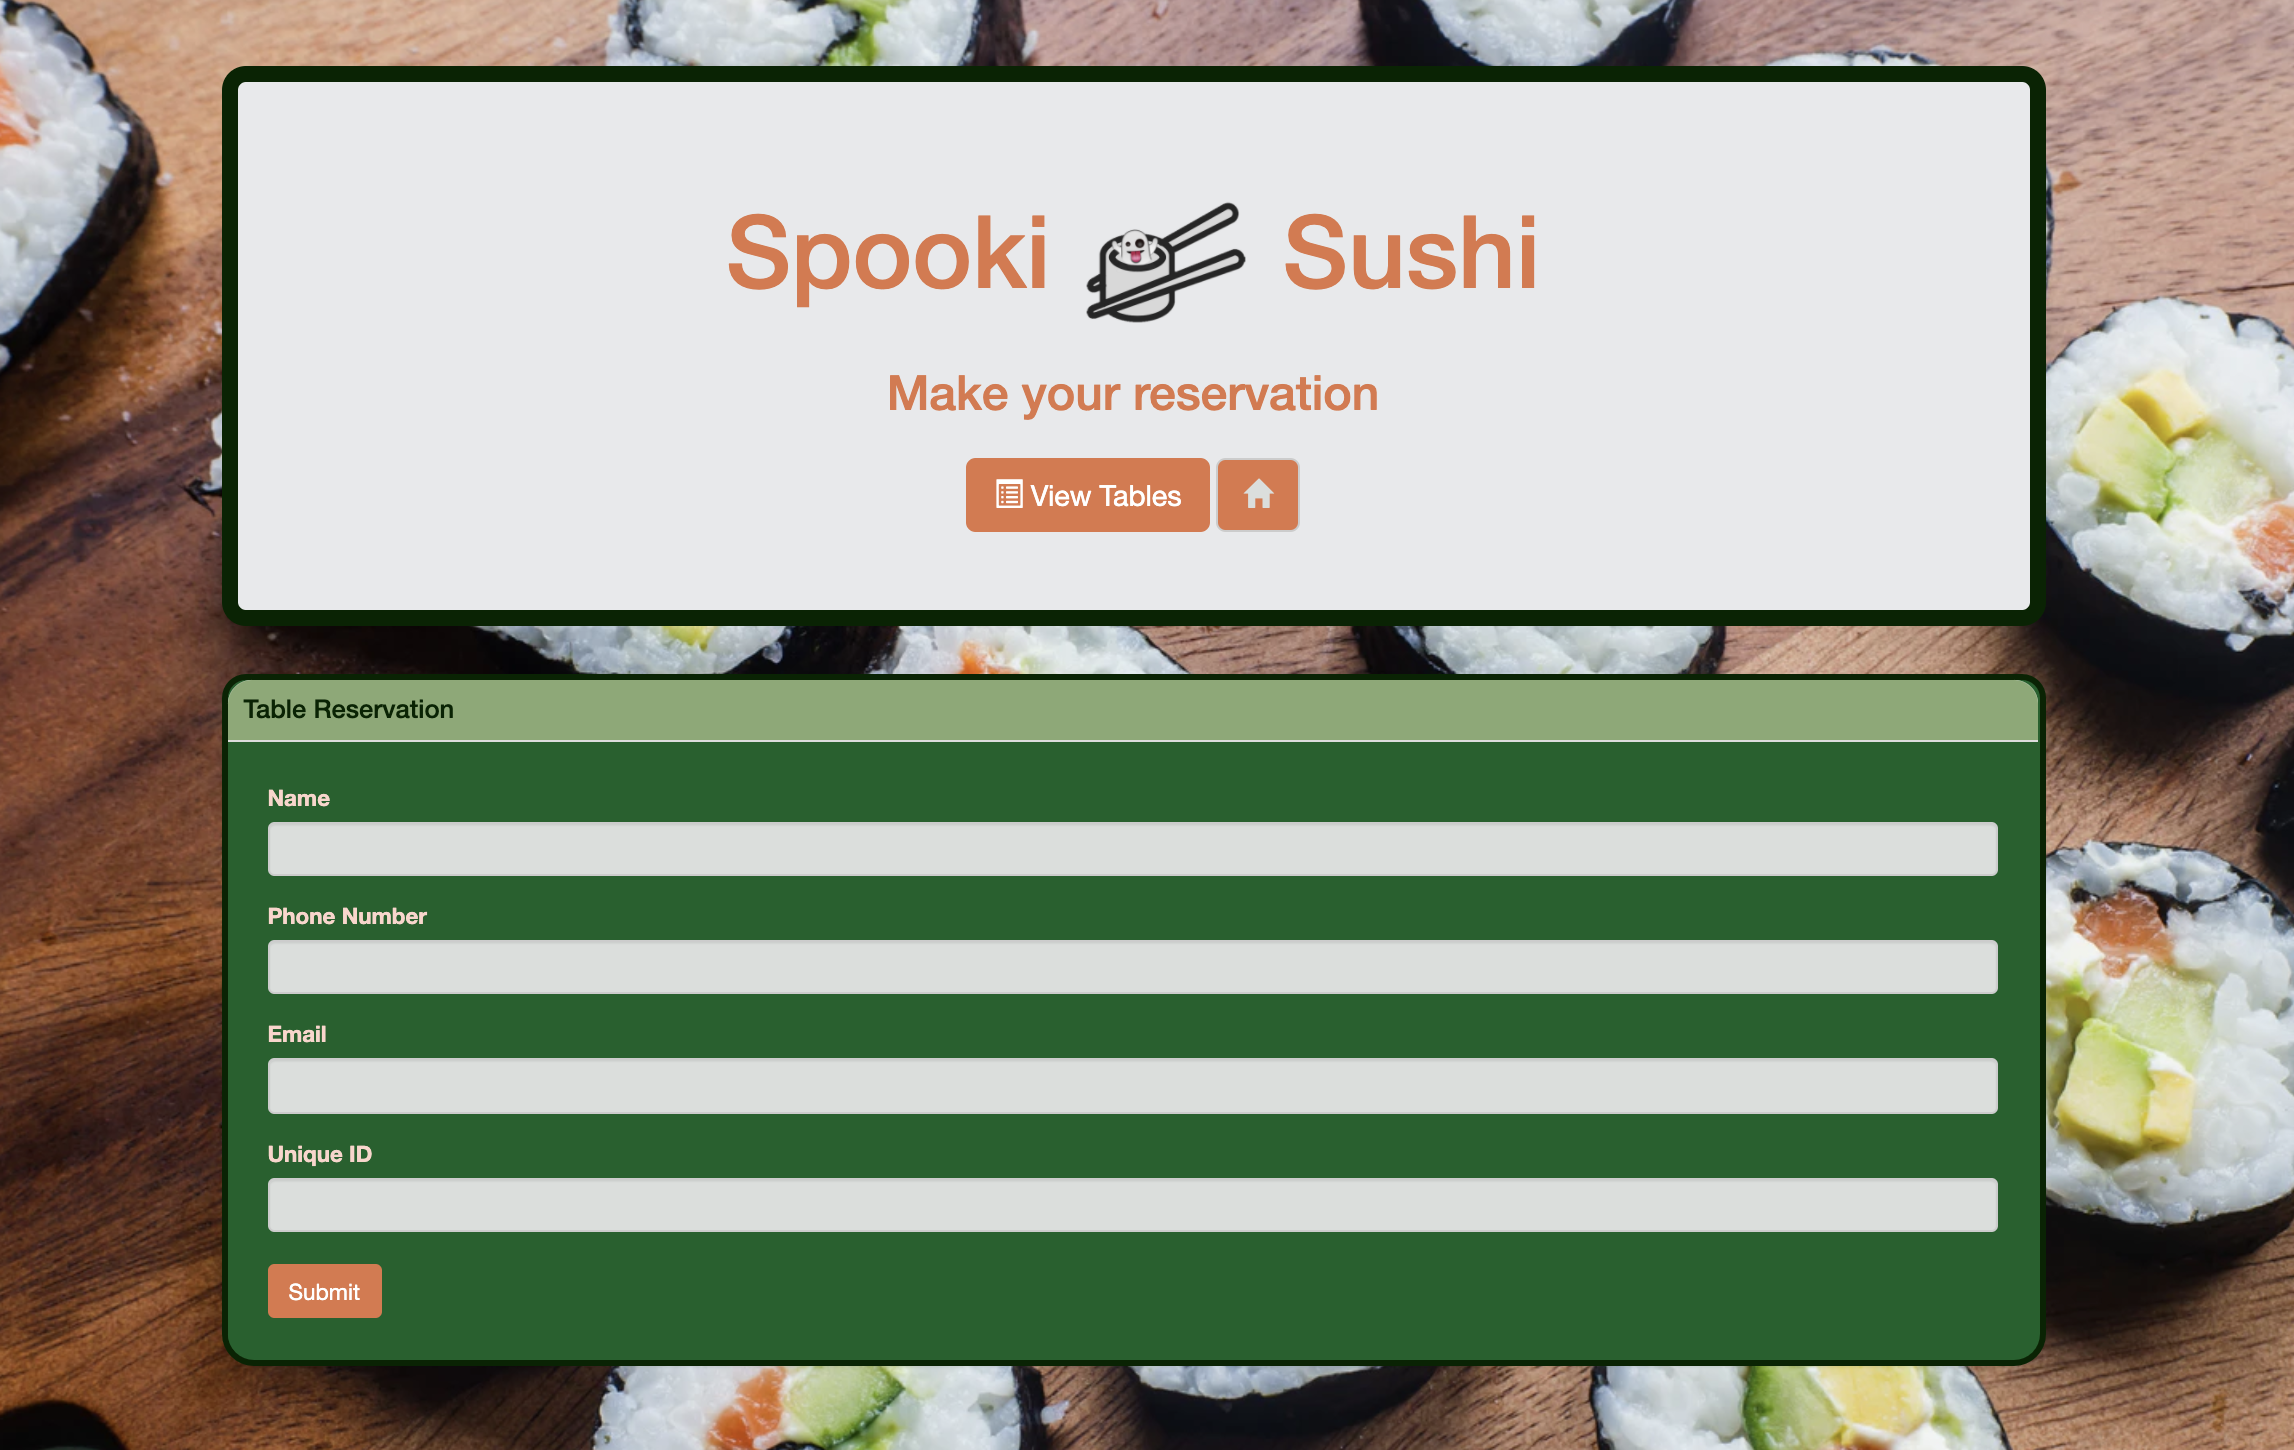 Spooki Sushi
Make your reservation
View Tables
Table Reservation
Name
Phone Number
Email
Unique ID
Submit